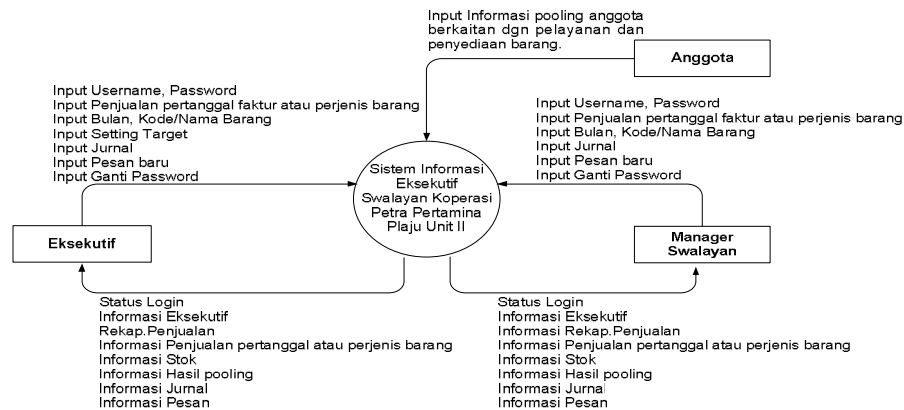 Input Informasi pooling anggota
berkaitan dgn pelayanan dan
penyediaan barang.
Anggota
Input Username, Password
Input Penjualan pertanggal faktur atau perjenis barang
Input Bulan, Kode/Nama Barang
Input Setting Target
Input Jurnal
Input Pesan baru
Input Ganti Password
Input Username, Password
Input Penjualan pertanggal faktur atau perjenis barang
Input Bulan, Kode/Nama Barang
Input Jurnal
Input Pesan baru
Input Ganti Password
Sistem Informasi
Eksekutif
Swalayan Koperasi
Petra Pertamina
Plaju Unit II
Eksekutif
Manager
Swalayan
Status Login
Informasi Eksekutif
Rekap.Penjualan
Informasi Penjualan pertanggal atau perjenis barang
Informasi Stok
Informasi Hasil pooling
Informasi Jurnal
Informasi Pesan
Status Login
Informasi Eksekutif
Informasi Rekap.Penjualan
Informasi Penjualan pertanggal atau perjenis barang
Informasi Stok
Informasi Hasil pooling
Informasi Jurnal
Informasi Pesan